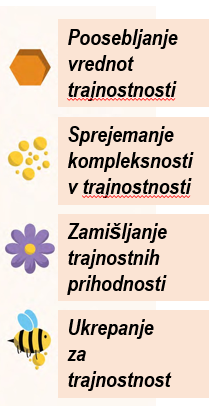 Poosebljanje
vrednot
trajnostnosti
Sprejemanje
kompleksnosti
v trajnostnosti
Zamišljanje
trajnostnih
prihodnosti
Ukrepanje
za
trajnostnost